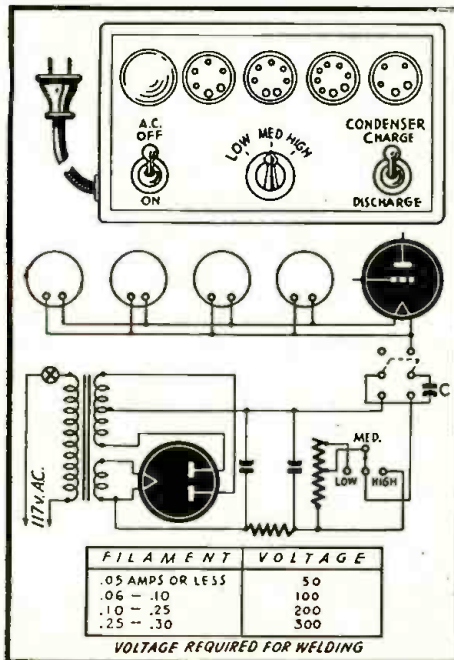 A.C.
OFF
ON
LOW MED HIGH
CONDENSER
CHARGE
DISCHARGE
C
117V. A.C.
MED.
LOW HIGH
FILAMENT VOLTAGE
.05 AMPS OR LESS 50
.06 - .10 100
.10 - .25 200
.25 - .30 300
VOLTAGE REQUIRED FOR WELDING